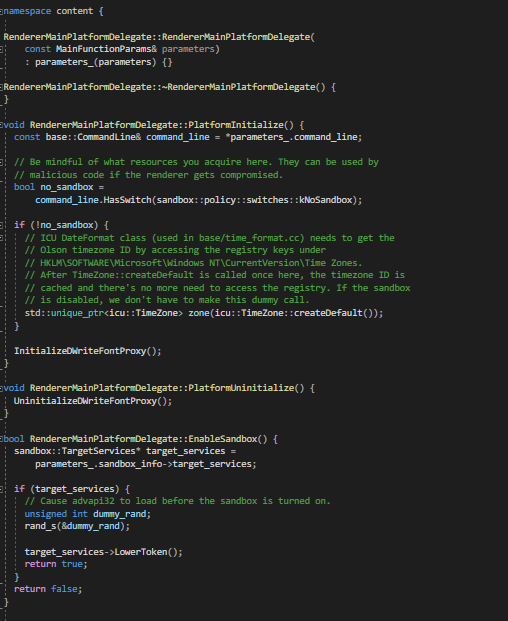 namespace content {
RendererMainPlatformDelegate::RendererMainPlatformDelegate(
const MainFunctionParams& parameters)
: parameters_(parameters) {}
RendererMainPlatformDelegate::~RendererMainPlatformDelegate() {
}
void RendererMainPlatformDelegate::PlatformInitialize() {
const base::CommandLine& command_line = *parameters_.command_line;
// Be mindful of what resources you acquire here. They can be used by
// malicious code if the renderer gets compromised.
bool no_sandbox =
command_line.HasSwitch(sandbox::policy::switches::kNoSandbox);
if (!no_sandbox) {
// ICU DateFormat class (used in base/time_format.cc) needs to get the
// Olson timezone ID by accessing the registry keys under
// HKLM\SOFTWARE\Microsoft\Windows NT\CurrentVersion\Time Zones.
// After TimeZone::createDefault is called once here, the timezone ID is
// cached and there's no more need to access the registry. If the sandbox
// is disabled, we don't have to make this dummy call.
std::unique_ptr<icu::TimeZone> zone(icu::TimeZone::createDefault());
}
InitializeDWriteFontProxy();
}
void RendererMainPlatformDelegate::PlatformUninitialize() {
UninitializeDWriteFontProxy();
}
bool RendererMainPlatformDelegate::EnableSandbox() {
sandbox::TargetServices* target_services =
parameters_.sandbox_info->target_services;
if (target_services) {
// Cause advapi32 to load before the sandbox is turned on.
unsigned int dummy_rand;
rand_s(&dummy_rand);
target_services->LowerToken();
return true;
}
return false;
}